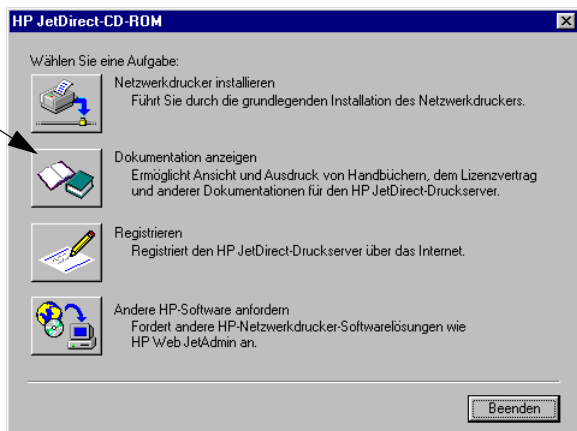 HP JetDirect-CD-ROM
Wählen Sie eine Aufgabe:
Netzwerkdrucker installieren
Führt Sie durch die grundlegenden Installation des Netzwerkdruckers.
Dokumentation anzeigen
Ermöglicht Ansicht und Ausdruck von Handbüchern, dem Lizenzvertrag
und anderer Dokumentationen für den HP JetDirect-Druckserver.
Registrieren
Registriert den HP JetDirect-Druckserver über das Internet.
Andere HP-Software anfordern
Fordert andere HP-Netzwerkdrucker-Softwarelösungen wie
HP Web JetAdmin an.
Beenden